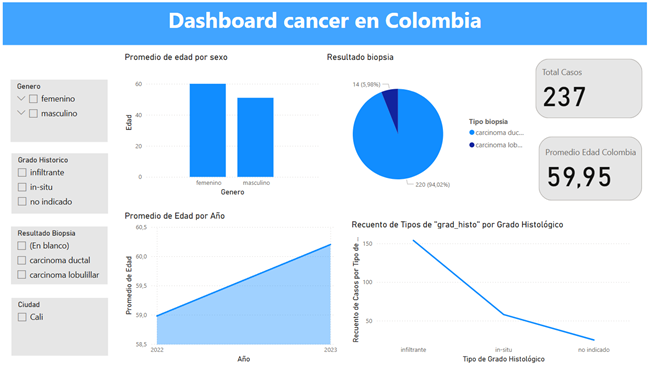 Dashboard cancer en Colombia
Genero
femenino
masculino
Grado Historico
infiltrante
in-situ
no indicado
Resultado Biopsia
(En blanco)
carcinoma ductal
carcinoma lobulillar
Ciudad
Cali
Promedio de edad por sexo
60
40
20
0
Edad
femenino
masculino
Genero
Resultado biopsia
14 (5,98%)
220 (94,02%)
Tipo biopsia
carcinoma duc...
carcinoma lob...
Total Casos
237
Promedio Edad Colombia
59,95
Promedio de Edad por Año
60,5
60,0
59,5
59,0
58,5
Promedio de Edad
2022
2023
Año
Recuento de Tipos de "grad_histo" por Grado Histológico
150
100
50
Recuento de Casos por Tipo de ...
infiltrante
in-situ
no indicado
Tipo de Grado Histológico